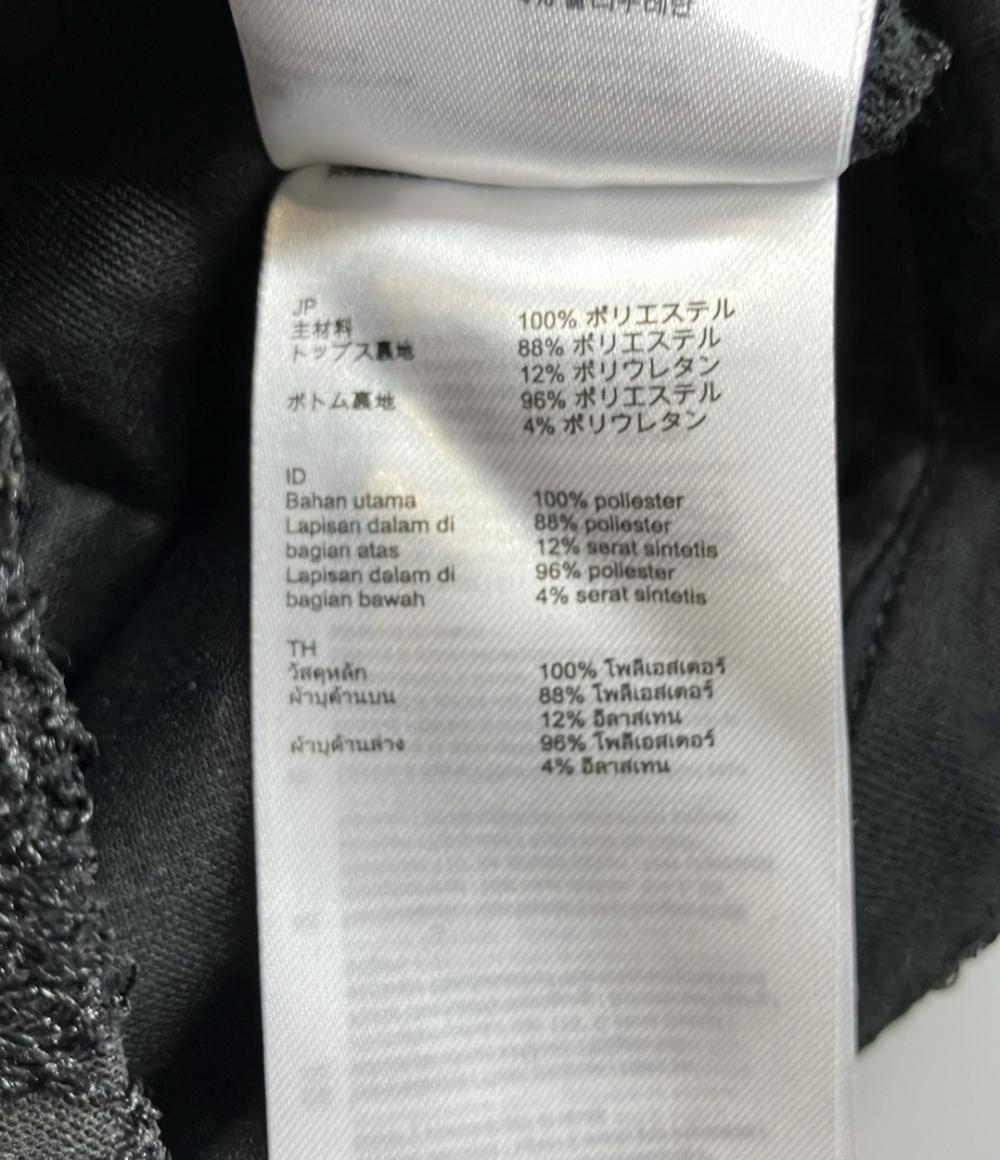 4% 폴리우레탄
JP
主材料 100% ポリエステル
トップス裏地 88% ポリエステル
12% ポリウレタン
ボトム裏地 96% ポリエステル
4% ポリウレタン
ID
Bahan utama 100% poliester
Lapisan dalam di 88% poliester
bagian atas 12% serat sintetis
Lapisan dalam di 96% poliester
bagian bawah 4% serat sintetis
TH
วัสดุหลัก 100% โพลีเอสเตอร์
ผ้าบุด้านบน 88% โพลีเอสเตอร์
12% อีลาสเทน
ผ้าบุด้านล่าง 96% โพลีเอสเตอร์
4% อีลาสเทน